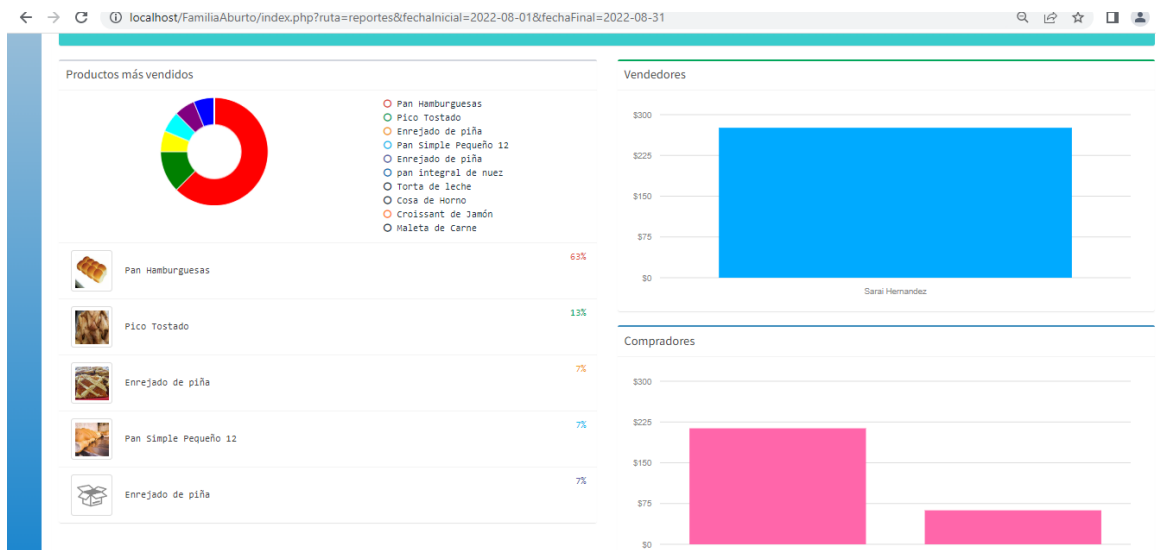 localhost/FamiliaAburto/index.php?ruta=reportes&fechaInicial=2022-08-01&fechaFinal=2022-08-31
Productos más vendidos
Pan Hamburguesas
Pico Tostado
Enrejado de piña
Pan Simple Pequeño 12
Enrejado de piña
pan integral de nuez
Torta de leche
Cosa de Horno
Croissant de Jamón
Maleta de Carne
Pan Hamburguesas 63%
Pico Tostado 13%
Enrejado de piña 7%
Pan Simple Pequeño 12 7%
Enrejado de piña 7%
Vendedores
$300
$225
$150
$75
$0
Sarai Hernandez
Compradores
$300
$225
$150
$75
$0